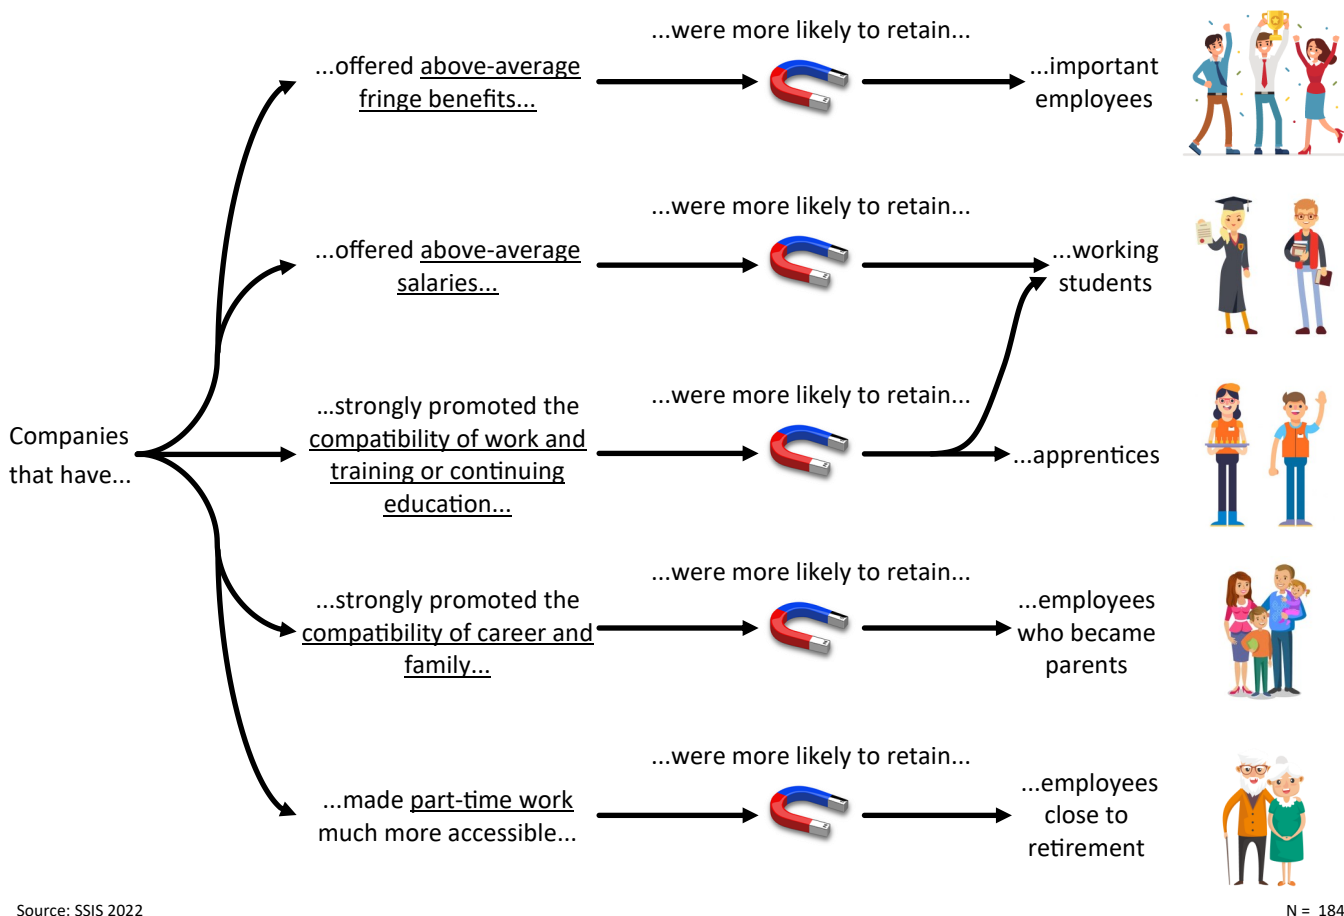 ...were more likely to retain...
...offered above-average
fringe benefits...
...important
employees
...were more likely to retain...
...offered above-average
salaries...
...working
students
Companies
that have...
...were more likely to retain...
...strongly promoted the
compatibility of work and
training or continuing
education...
...apprentices
...were more likely to retain...
...strongly promoted the
compatibility of career and
family...
...employees
who became
parents
...were more likely to retain...
...made part-time work
much more accessible...
...employees
close to
retirement
Source: SSIS 2022
N = 184